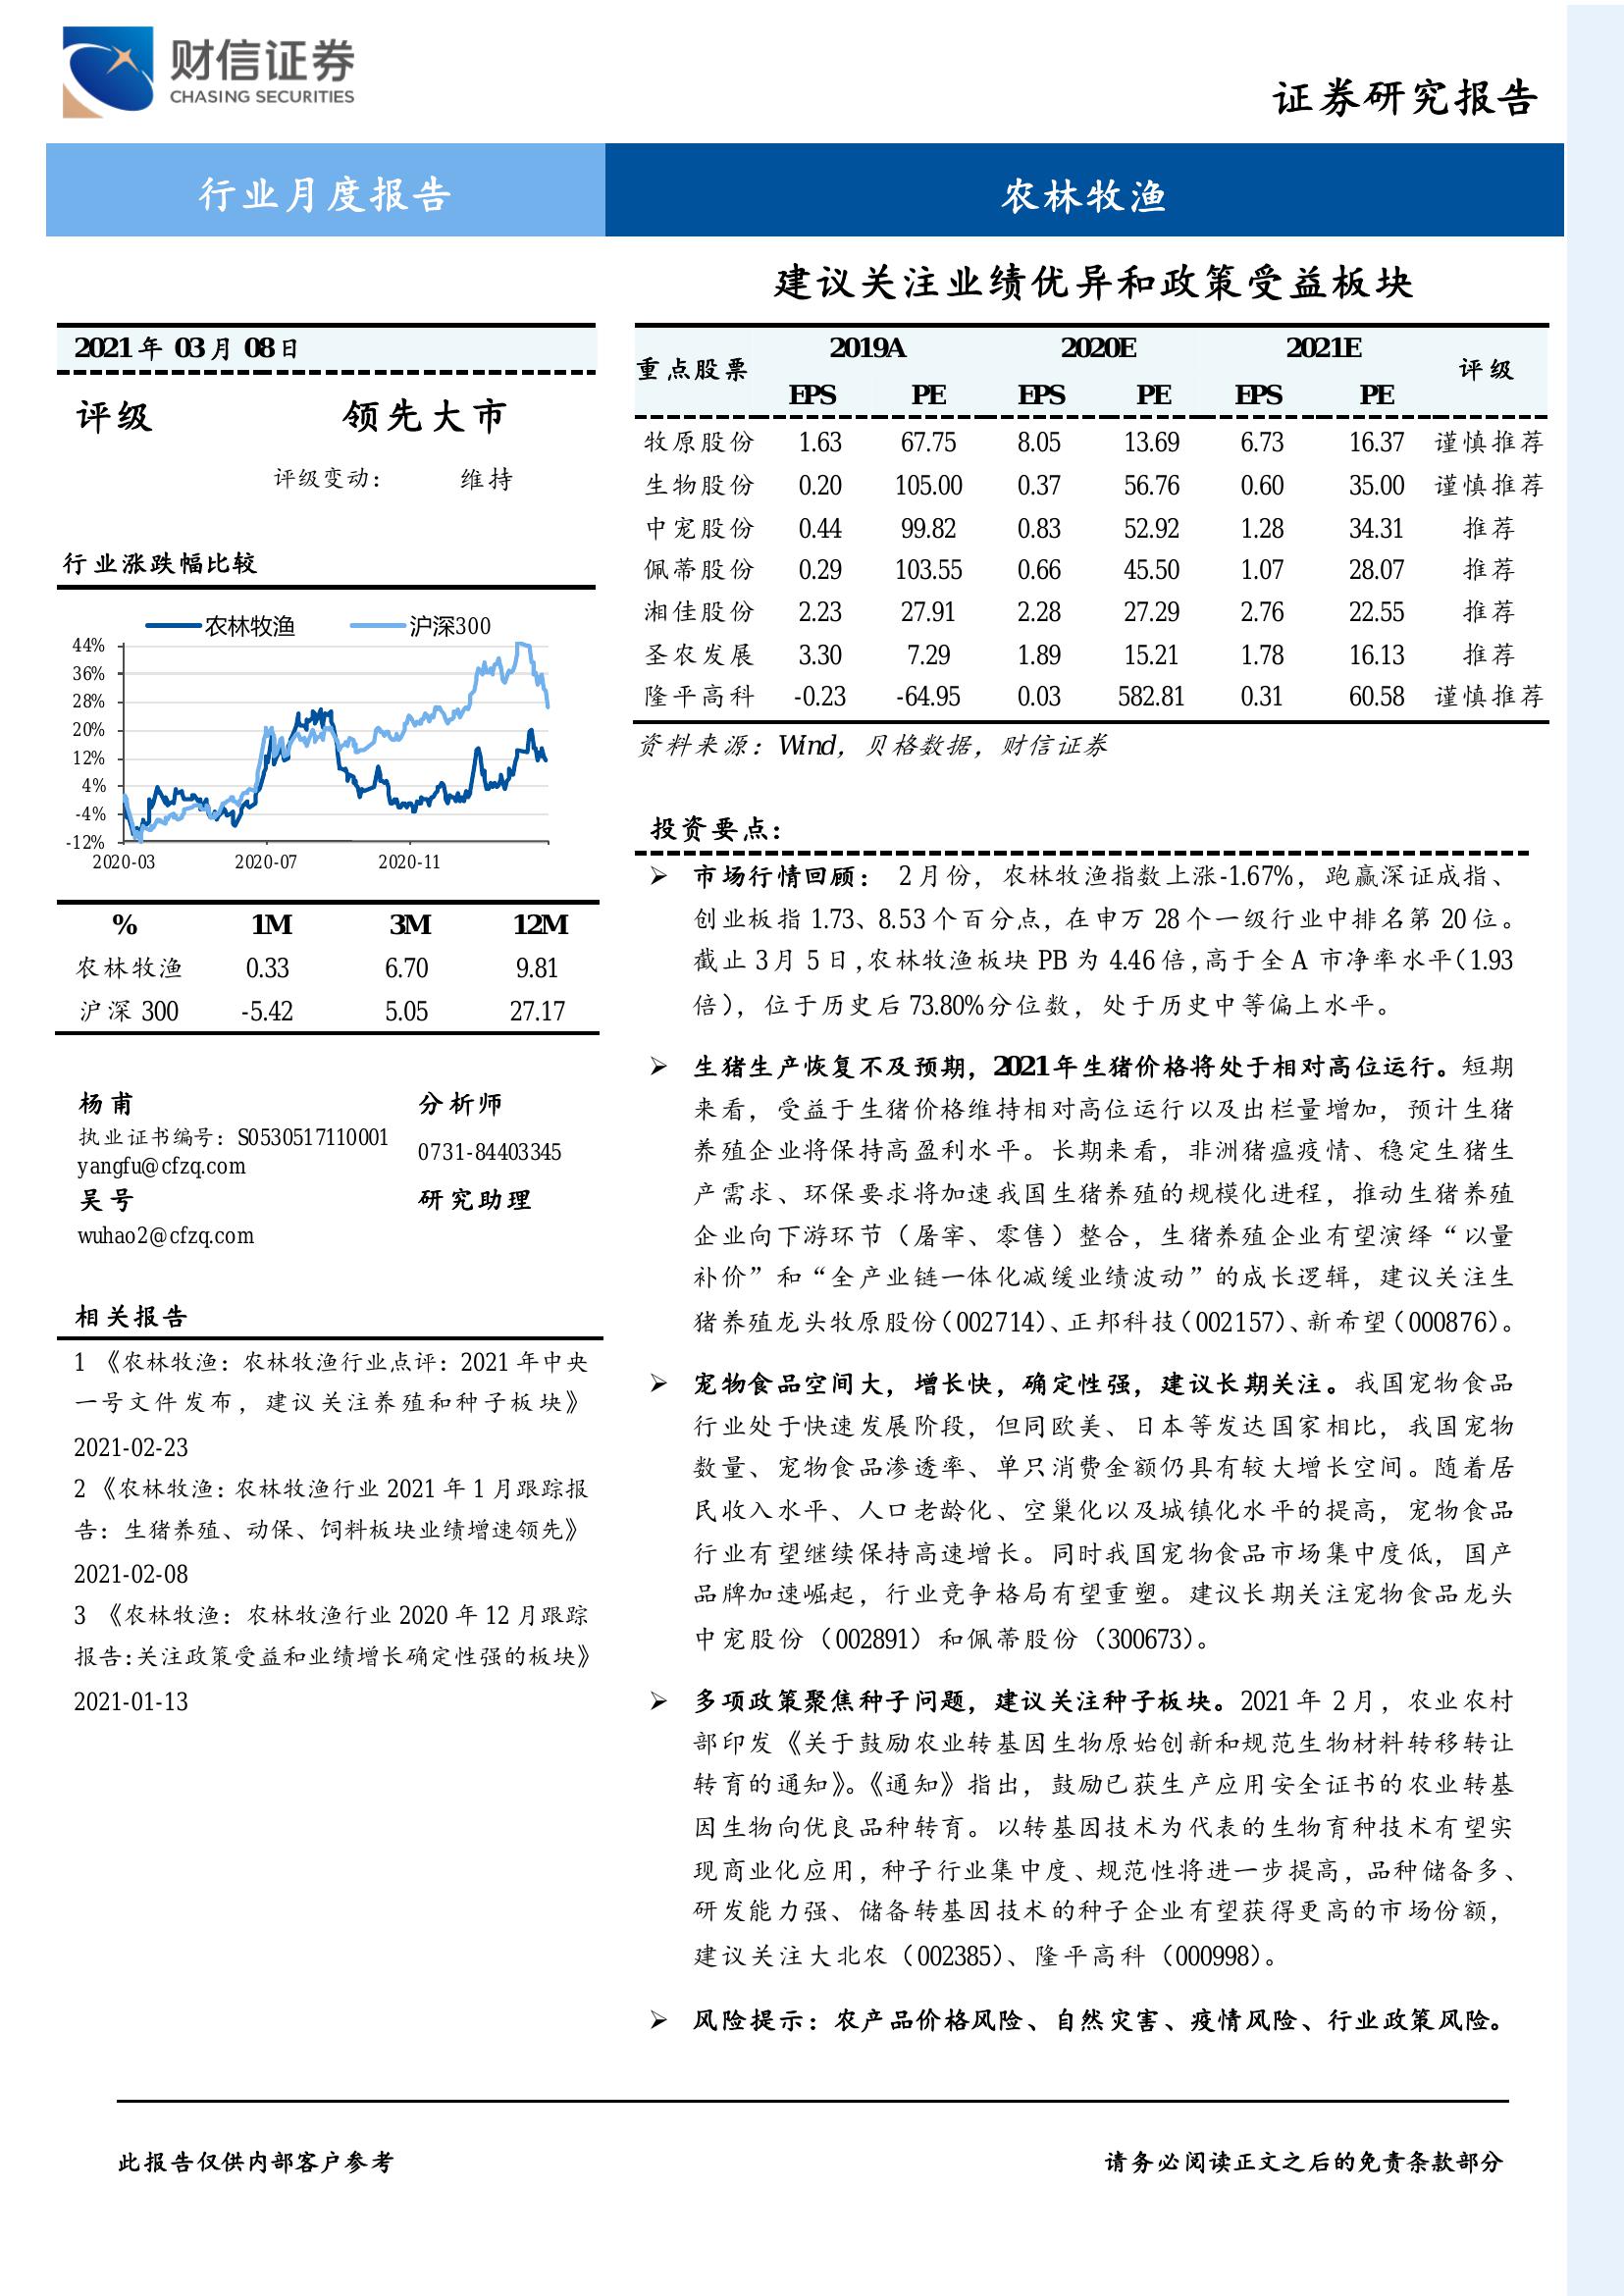 财信证券
CHASING SECURITIES
证券研究报告
行业月度报告
农林牧渔
建议关注业绩优异和政策受益板块
2021 年 03 月 08 日
评级 领先大市
评级变动： 维持
行业涨跌幅比较
农林牧渔 沪深300
44%
36%
28%
20%
12%
4%
-4%
-12%
2020-03 2020-07 2020-11
% 1M 3M 12M
农林牧渔 0.33 6.70 9.81
沪深 300 -5.42 5.05 27.17
杨甫 分析师
执业证书编号：S0530517110001
0731-84403345
yangfu@cfzq.com
吴号 研究助理
wuhao2@cfzq.com
相关报告
1 《农林牧渔：农林牧渔行业点评：2021 年中央
一号文件发布，建议关注养殖和种子板块》
2021-02-23
2 《农林牧渔：农林牧渔行业 2021 年 1 月跟踪报
告：生猪养殖、动保、饲料板块业绩增速领先》
2021-02-08
3 《农林牧渔：农林牧渔行业 2020 年 12 月跟踪
报告:关注政策受益和业绩增长确定性强的板块》
2021-01-13
重点股票 2019A 2020E 2021E 评级
EPS PE EPS PE EPS PE
牧原股份 1.63 67.75 8.05 13.69 6.73 16.37 谨慎推荐
生物股份 0.20 105.00 0.37 56.76 0.60 35.00 谨慎推荐
中宠股份 0.44 99.82 0.83 52.92 1.28 34.31 推荐
佩蒂股份 0.29 103.55 0.66 45.50 1.07 28.07 推荐
湘佳股份 2.23 27.91 2.28 27.29 2.76 22.55 推荐
圣农发展 3.30 7.29 1.89 15.21 1.78 16.13 推荐
隆平高科 -0.23 -64.95 0.03 582.81 0.31 60.58 谨慎推荐
资料来源：Wind，贝格数据，财信证券
投资要点：
➢ 市场行情回顾： 2 月份，农林牧渔指数上涨-1.67%，跑赢深证成指、
创业板指 1.73、8.53 个百分点，在申万 28 个一级行业中排名第 20 位。
截止 3 月 5 日,农林牧渔板块 PB 为 4.46 倍,高于全 A 市净率水平（1.93
倍），位于历史后 73.80%分位数，处于历史中等偏上水平。
➢ 生猪生产恢复不及预期，2021 年生猪价格将处于相对高位运行。短期
来看，受益于生猪价格维持相对高位运行以及出栏量增加，预计生猪
养殖企业将保持高盈利水平。长期来看，非洲猪瘟疫情、稳定生猪生
产需求、环保要求将加速我国生猪养殖的规模化进程，推动生猪养殖
企业向下游环节（屠宰、零售）整合，生猪养殖企业有望演绎“以量
补价”和“全产业链一体化减缓业绩波动”的成长逻辑，建议关注生
猪养殖龙头牧原股份（002714）、正邦科技（002157）、新希望（000876）。
➢ 宠物食品空间大，增长快，确定性强，建议长期关注。我国宠物食品
行业处于快速发展阶段，但同欧美、日本等发达国家相比，我国宠物
数量、宠物食品渗透率、单只消费金额仍具有较大增长空间。随着居
民收入水平、人口老龄化、空巢化以及城镇化水平的提高，宠物食品
行业有望继续保持高速增长。同时我国宠物食品市场集中度低，国产
品牌加速崛起，行业竞争格局有望重塑。建议长期关注宠物食品龙头
中宠股份（002891）和佩蒂股份（300673）。
➢ 多项政策聚焦种子问题，建议关注种子板块。2021 年 2 月，农业农村
部印发《关于鼓励农业转基因生物原始创新和规范生物材料转移转让
转育的通知》。《通知》指出，鼓励已获生产应用安全证书的农业转基
因生物向优良品种转育。以转基因技术为代表的生物育种技术有望实
现商业化应用，种子行业集中度、规范性将进一步提高，品种储备多、
研发能力强、储备转基因技术的种子企业有望获得更高的市场份额，
建议关注大北农（002385）、隆平高科（000998）。
➢ 风险提示：农产品价格风险、自然灾害、疫情风险、行业政策风险。
此报告仅供内部客户参考 请务必阅读正文之后的免责条款部分